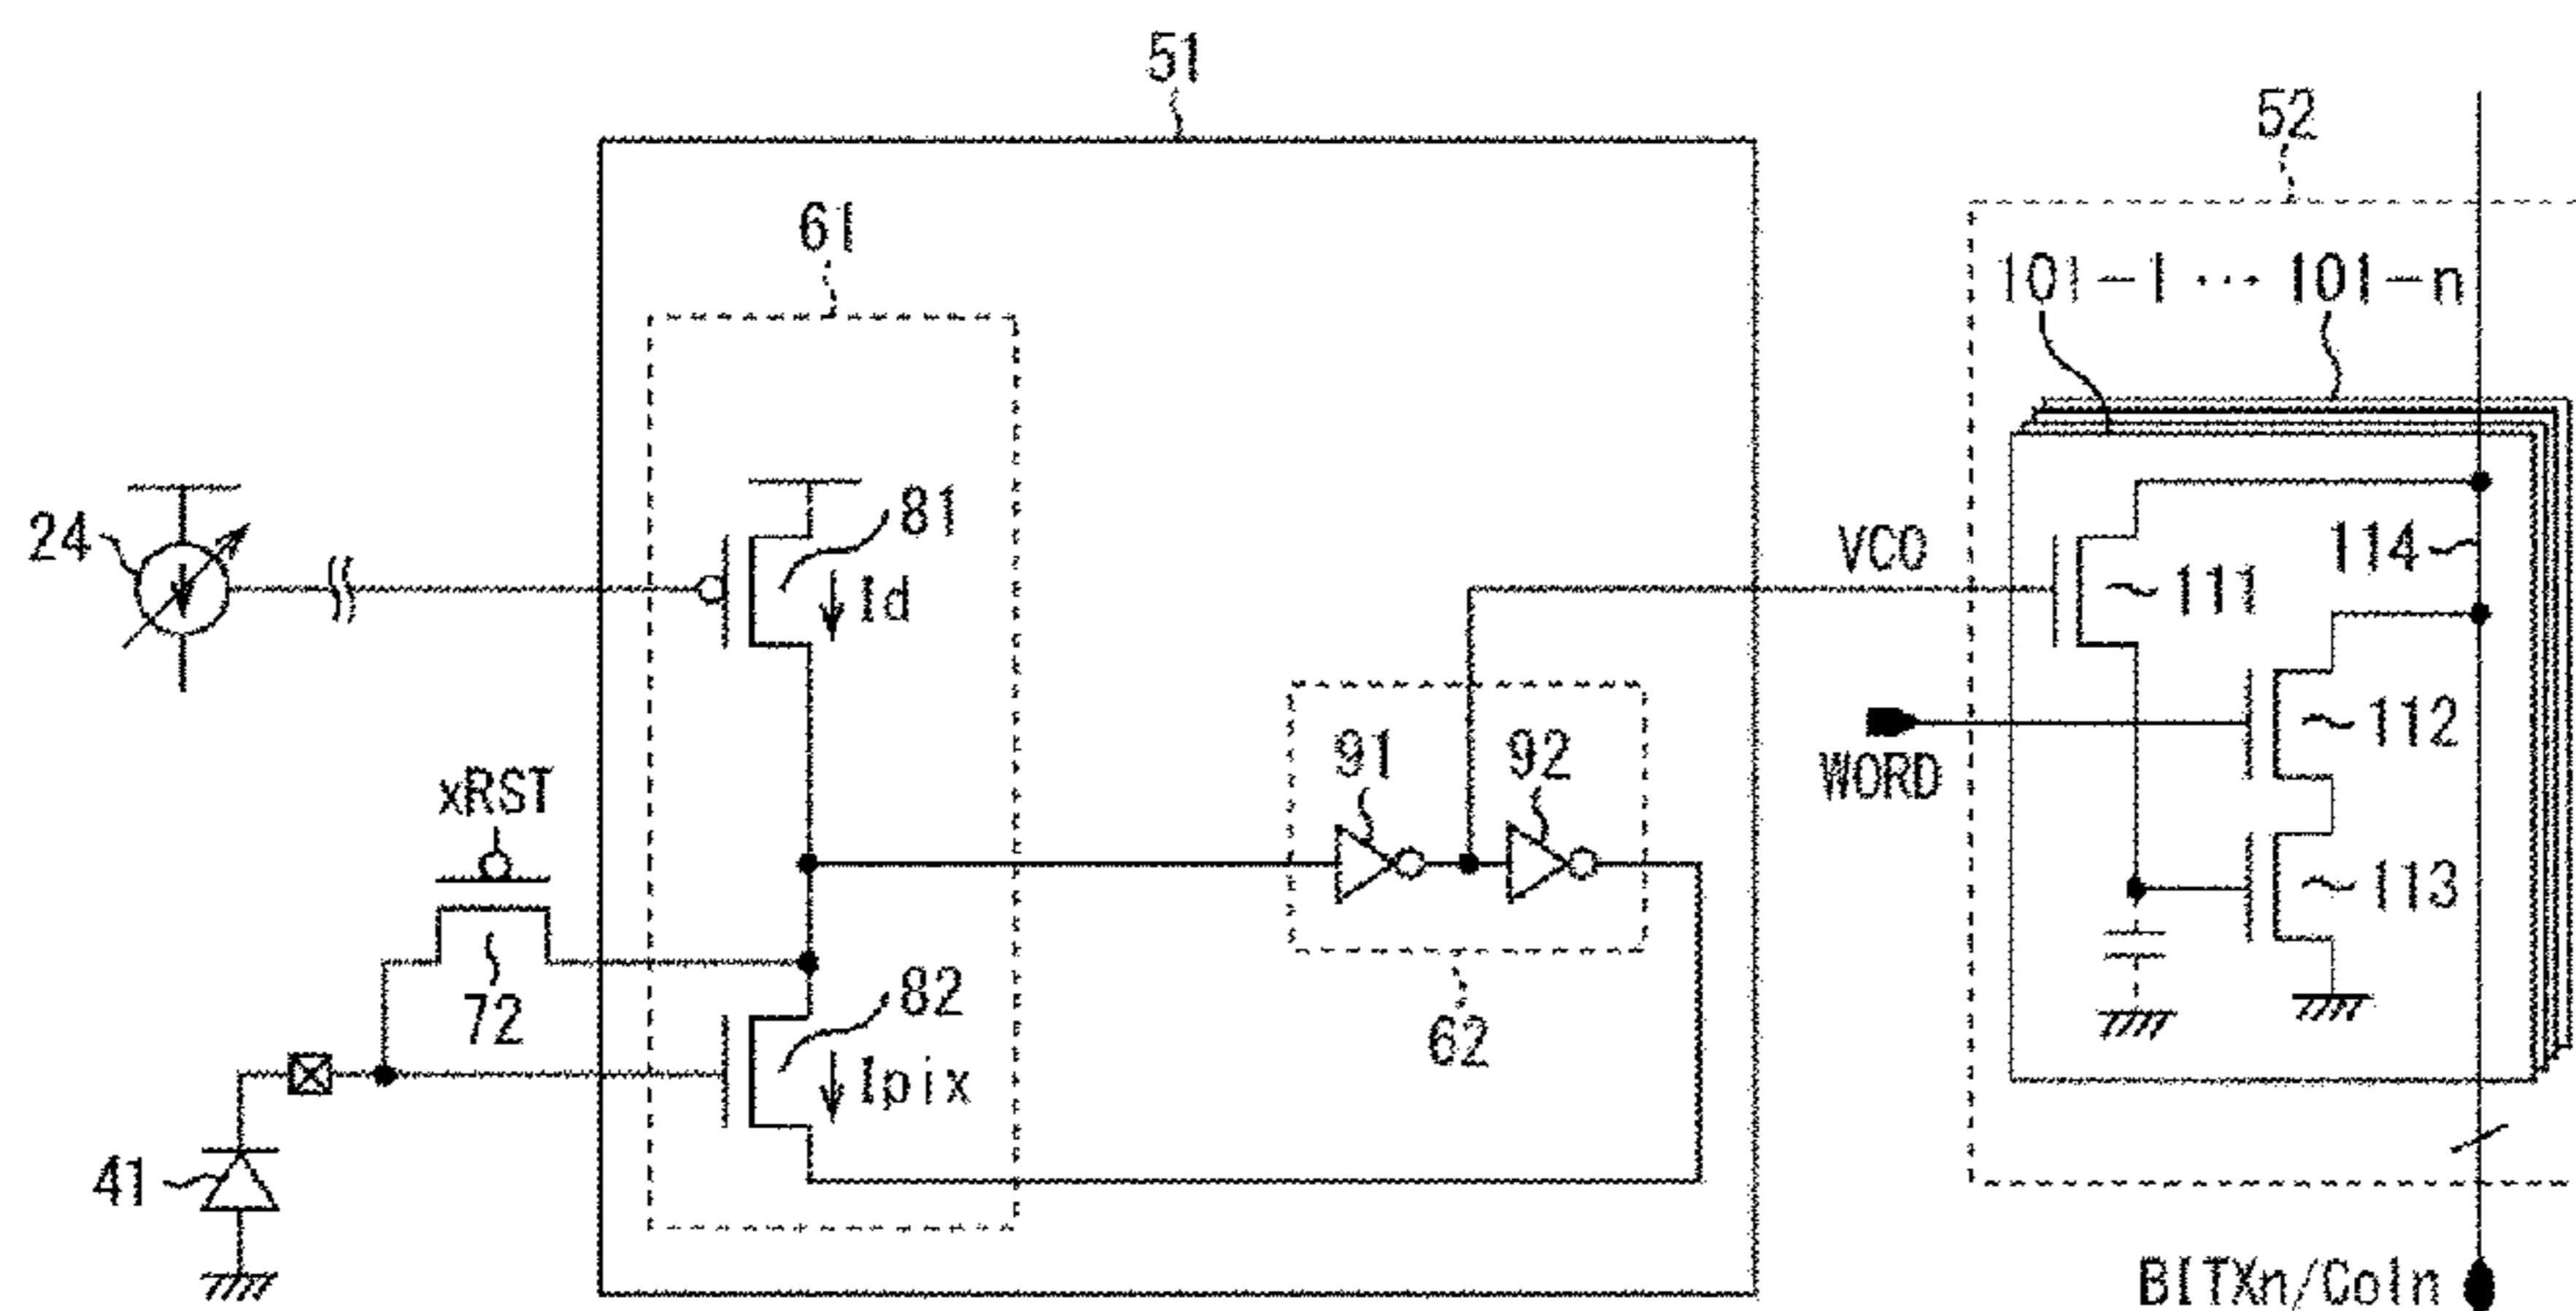 51
52
61
101-1 ··· 101-n
24
81
Id
VCO
111
114
xRST
91
92
WORD
112
113
72
82
Ipix
62
41
BITXn/Coln